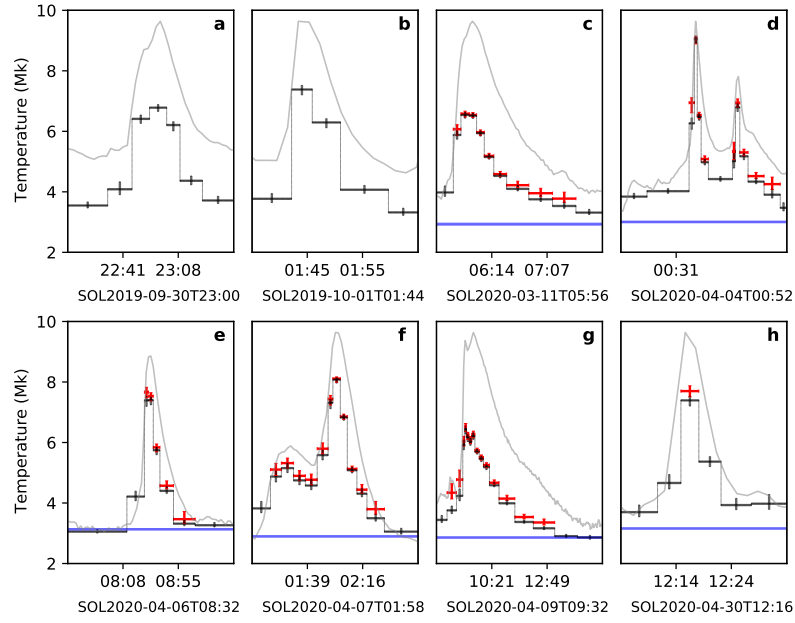 10
8
6
4
2
Temperature (Mk)
a
22:41 23:08
SOL2019-09-30T23:00
b
01:45 01:55
SOL2019-10-01T01:44
c
06:14 07:07
SOL2020-03-11T05:56
d
00:31
SOL2020-04-04T00:52
10
8
6
4
2
Temperature (Mk)
e
08:08 08:55
SOL2020-04-06T08:32
f
01:39 02:16
SOL2020-04-07T01:58
g
10:21 12:49
SOL2020-04-09T09:32
h
12:14 12:24
SOL2020-04-30T12:16